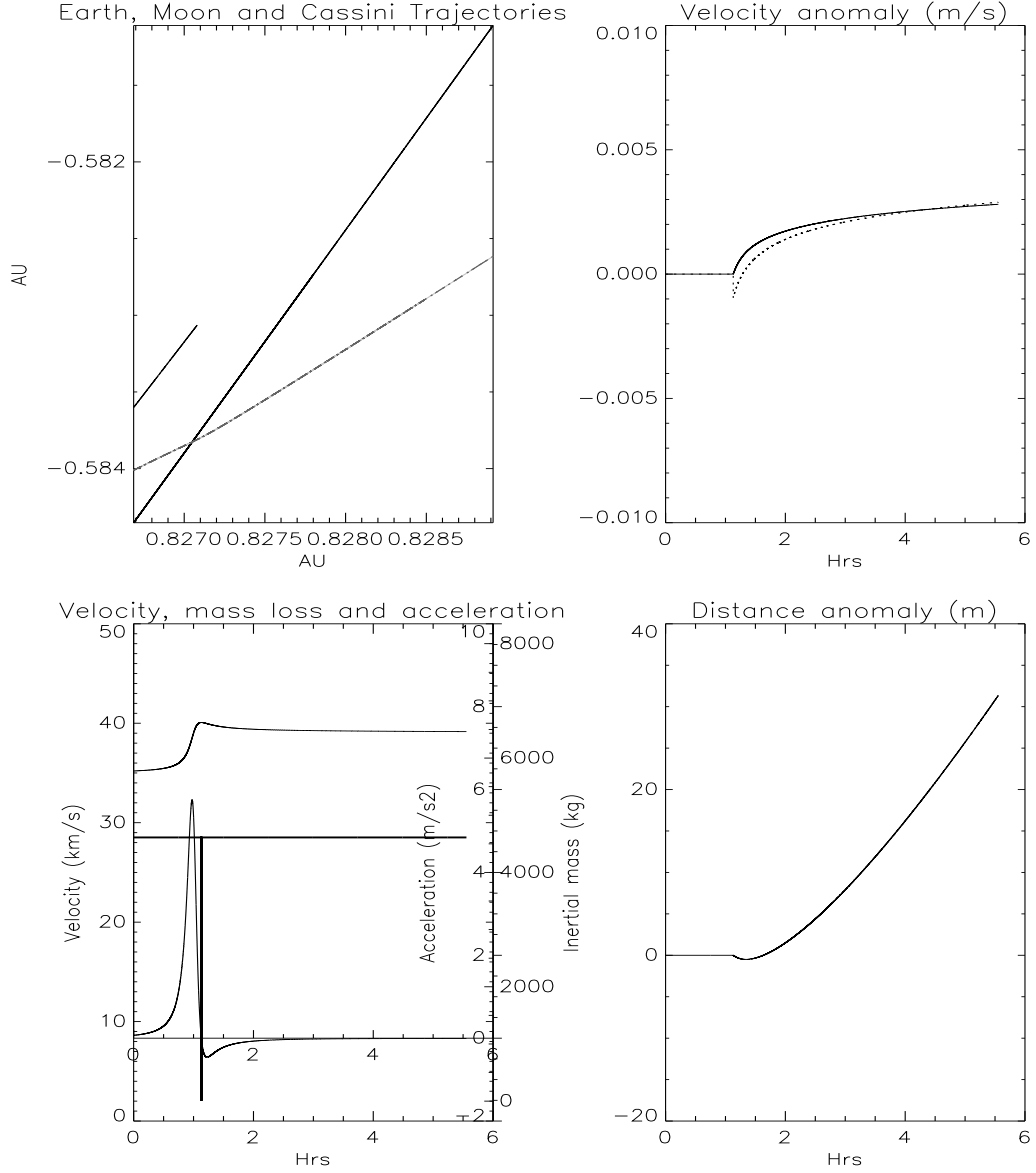 Earth, Moon and Cassini Trajectories
−0.582
−0.584
AU
0.8270 0.8275 0.8280 0.8285
AU
Velocity anomaly (m/s)
0.010
0.005
0.000
−0.005
−0.010
0 2 4 6
Hrs
Velocity, mass loss and acceleration
50
40
30
20
10
0
Velocity (km/s)
10
8
6
4
2
0
−2
Acceleration (m/s2)
8000
6000
4000
2000
0
Inertial mass (kg)
0 2 4 6
0 2 4 6
Hrs
Distance anomaly (m)
40
20
0
−20
0 2 4 6
Hrs